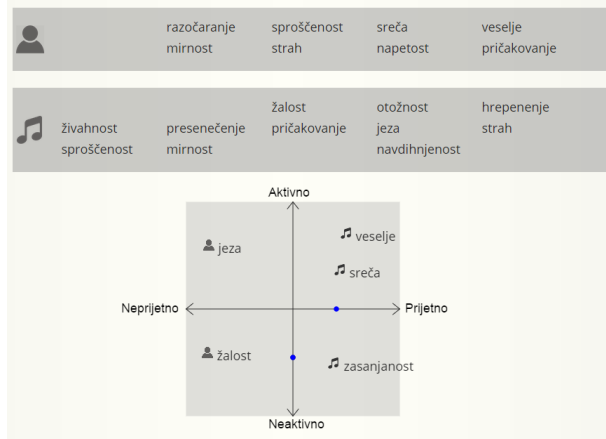 razočaranje sproščenost sreča veselje
mirnost strah napetost pričakovanje
žalost otožnost hrepenenje
živahnost presenečenje pričakovanje jeza strah
sproščenost mirnost navdihnjenost
Aktivno
veselje
jeza
sreča
Neprijetno Prijetno
žalost
zasanjanost
Neaktivno